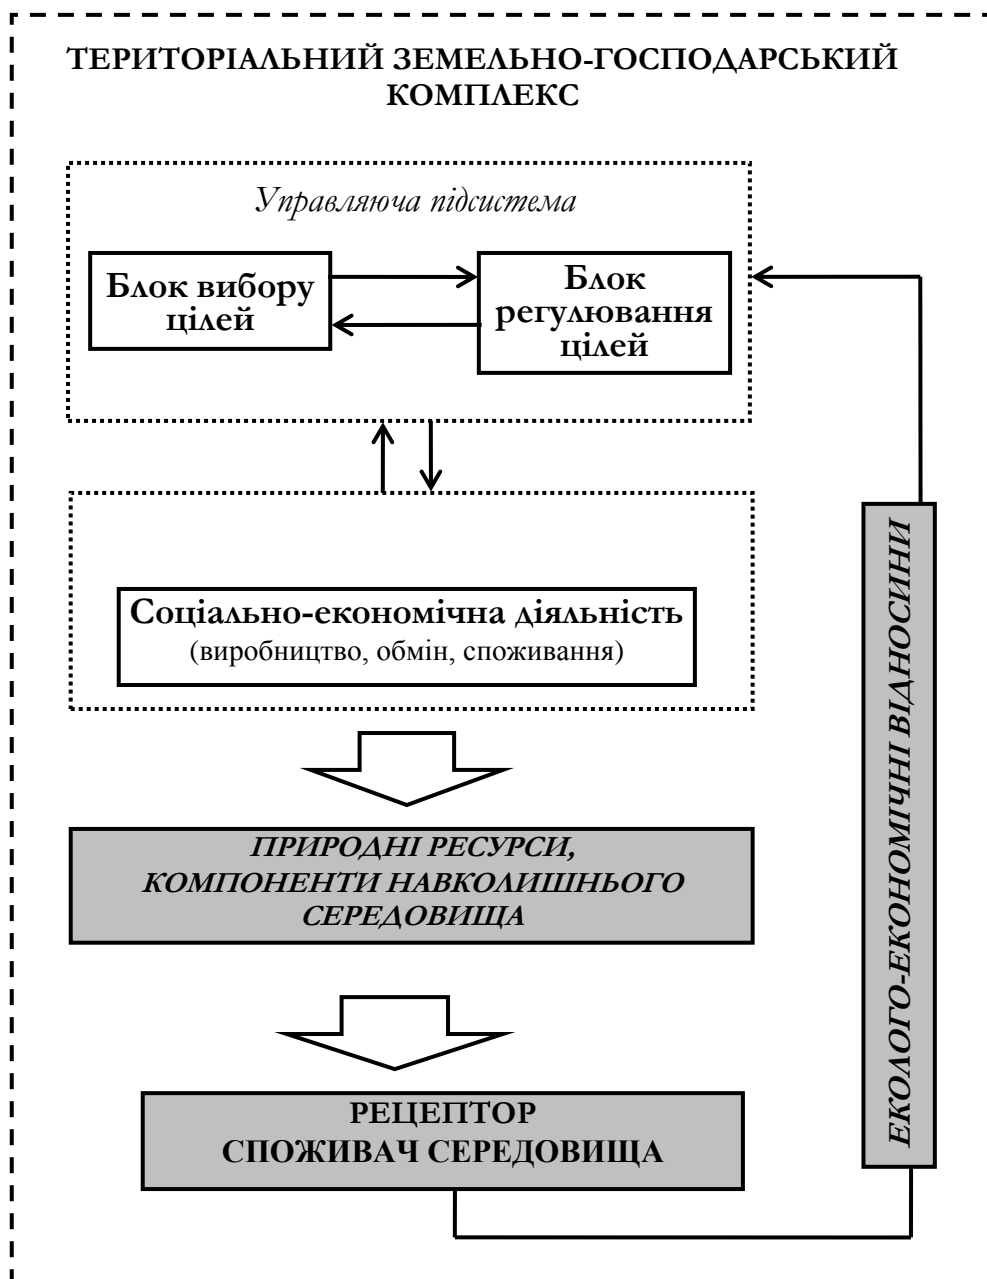 ТЕРИТОРІАЛЬНИЙ ЗЕМЕЛЬНО-ГОСПОДАРСЬКИЙ
КОМПЛЕКС
Управляюча підсистема
Блок вибору
цілей
Блок
регулювання
цілей
Соціально-економічна діяльність
(виробництво, обмін, споживання)
ПРИРОДНІ РЕСУРСИ,
КОМПОНЕНТИ НАВКОЛИШНЬОГО
СЕРЕДОВИЩА
РЕЦЕПТОР
СПОЖИВАЧ СЕРЕДОВИЩА
ЕКОЛОГО-ЕКОНОМІЧНІ ВІДНОСИНИ